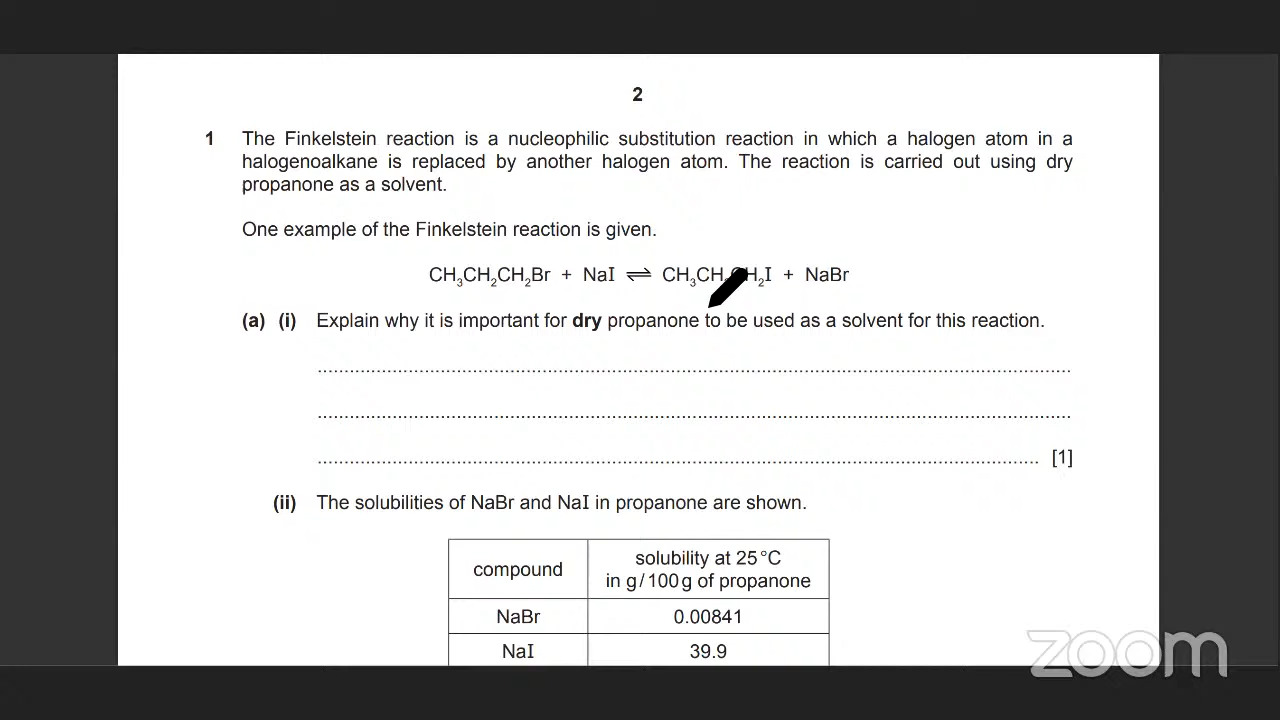 2
1 The Finkelstein reaction is a nucleophilic substitution reaction in which a halogen atom in a
halogenoalkane is replaced by another halogen atom. The reaction is carried out using dry
propanone as a solvent.
One example of the Finkelstein reaction is given.
CH₃CH₂CH₂Br + NaI ⇌ CH₃CH₂CH₂I + NaBr
(a) (i) Explain why it is important for dry propanone to be used as a solvent for this reaction.
[1]
(ii) The solubilities of NaBr and NaI in propanone are shown.
compound
solubility at 25 °C
in g/100 g of propanone
NaBr 0.00841
NaI 39.9
zoom